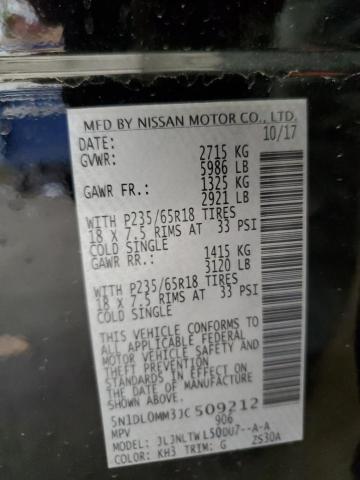 MFD BY NISSAN MOTOR CO., LTD.
DATE: 10/17
GVWR: 2715 KG
5986 LB
GAWR FR.: 1325 KG
2921 LB
WITH P235/65R18 TIRES
18 X 7.5 RIMS AT 33 PSI
COLD SINGLE
GAWR RR.: 1415 KG
3120 LB
WITH P235/65R18 TIRES
18 X 7.5 RIMS AT 33 PSI
COLD SINGLE
THIS VEHICLE CONFORMS TO
ALL APPLICABLE FEDERAL
MOTOR VEHICLE SAFETY AND
THEFT PREVENTION
STANDARDS IN EFFECT ON
THE DATE OF MANUFACTURE
SHOWN ABOVE.
5N1DL0MM3JC509212
MPV 906
MODEL: JL3NLTWL50DU7--A-A
COLOR: KH3 TRIM: G ZS30A